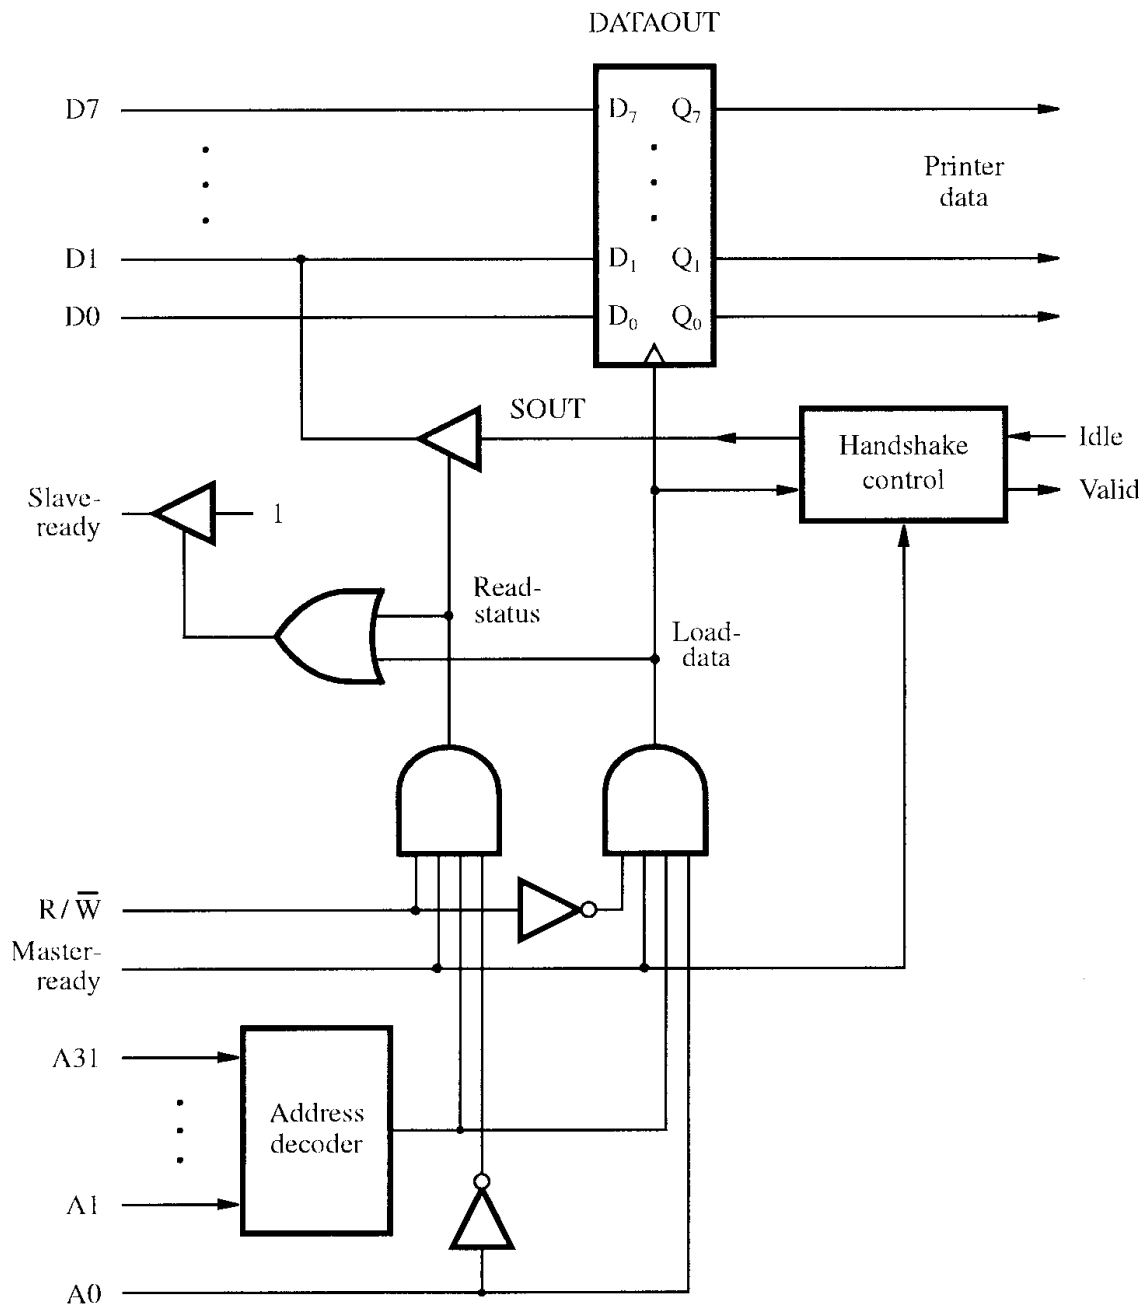 DATAOUT
D7
D₇ Q₇
Printer
data
D1
D₁ Q₁
D0
D₀ Q₀
SOUT
Handshake
control
Idle
Valid
Slave-
ready
1
Read-
status
Load-
data
R/W̅
Master-
ready
A31
Address
decoder
A1
A0